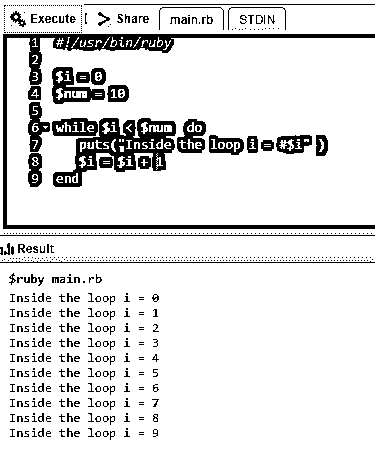 Execute | Share main.rb STDIN
1 #!/usr/bin/ruby
2
3 $i = 0
4 $num = 10
5
6 while $i < $num do
7 puts("Inside the loop i = #$i" )
8 $i = $i + 1
9 end
Result
$ruby main.rb
Inside the loop i = 0
Inside the loop i = 1
Inside the loop i = 2
Inside the loop i = 3
Inside the loop i = 4
Inside the loop i = 5
Inside the loop i = 6
Inside the loop i = 7
Inside the loop i = 8
Inside the loop i = 9